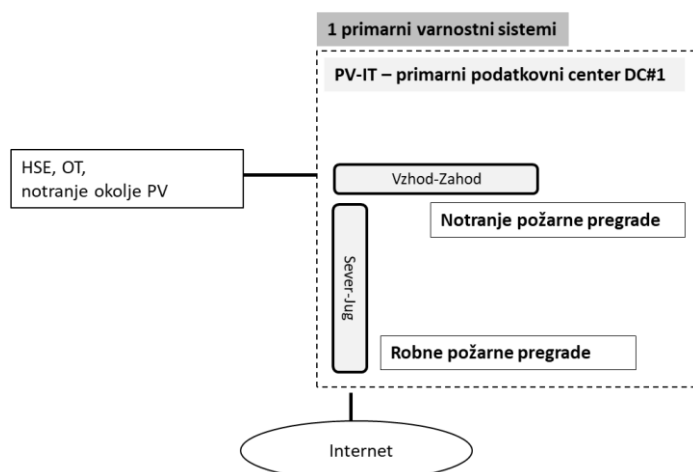 1 primarni varnostni sistemi
PV-IT – primarni podatkovni center DC#1
HSE, OT,
notranje okolje PV
Vzhod-Zahod
Notranje požarne pregrade
Sever-Jug
Robne požarne pregrade
Internet